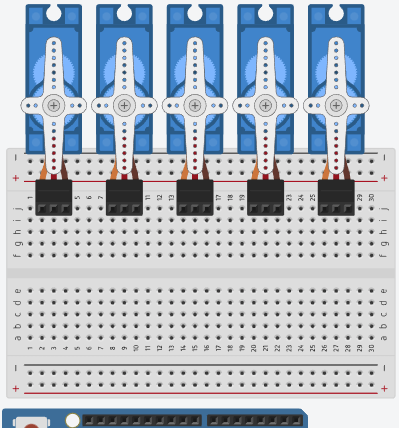 − −
+ +
1 5 6 7 11 12 13 17 18 19 23 24 25 29 30
j j
i i
h h
g g
f f
e e
d d
c c
b b
a a
1 2 3 4 5 6 7 8 9 10 11 12 13 14 15 16 17 18 19 20 21 22 23 24 25 26 27 28 29 30
− −
+ +